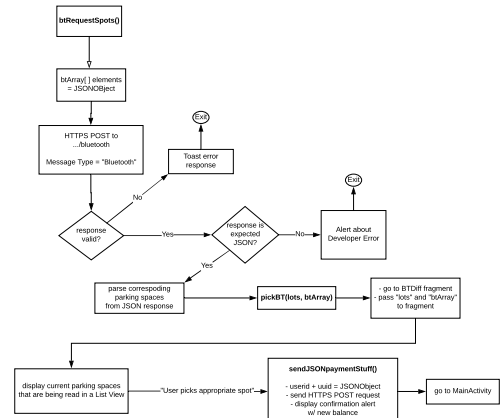 btRequestSpots()
btArray[ ] elements
= JSONObject
HTTPS POST to
.../bluetooth
Message Type = "Bluetooth"
Exit
Toast error
response
No
response
valid?
Yes
response is
expected
JSON?
No
Exit
Alert about
Developer Error
Yes
parse correspoding
parking spaces
from JSON response
pickBT(lots, btArray)
- go to BTDiff fragment
- pass "lots" and "btArray"
to fragment
display current parking spaces
that are being read in a List View
"User picks appropriate spot"
sendJSONpaymentStuff()
- userid + uuid = JSONObject
- send HTTPS POST request
- display confirmation alert
w/ new balance
go to MainActivity